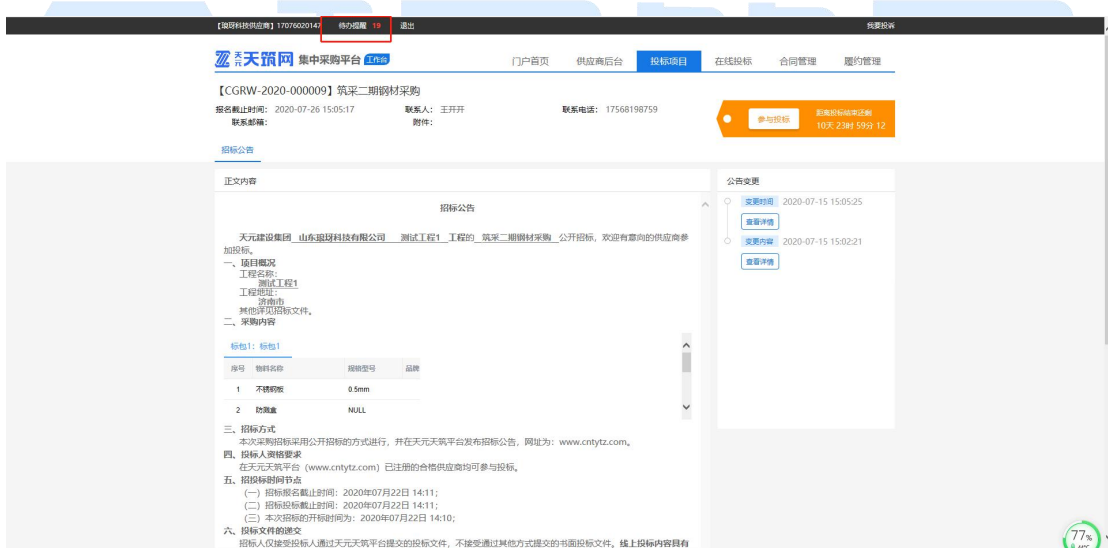 【琅琊科技供应商】17076020147 待办提醒 19 退出 我要投诉
天元 天筑网 集中采购平台 工作台 门户首页 供应商后台 投标项目 在线投标 合同管理 履约管理
【CGRW-2020-000009】筑采二期钢材采购
报名截止时间： 2020-07-26 15:05:17 联系人： 王开开 联系电话： 17568198759
联系邮箱： 附件：
参与投标 距离投标结束还剩
10天 23时 59分 12
招标公告
正文内容 公告变更
招标公告
变更时间 2020-07-15 15:05:25
查看详情
变更内容 2020-07-15 15:02:21
查看详情
天元建设集团 山东琅琊科技有限公司 测试工程1 工程的 筑采二期钢材采购 公开招标，欢迎有意向的供应商参
加投标。
一、项目概况
工程名称：
测试工程1
工程地址：
济南市
其他详见招标文件。
二、采购内容
标包1：标包1
序号 物料名称 规格型号 品牌
1 不锈钢板 0.5mm
2 防溅盒 NULL
三、招标方式
本次采购招标采用公开招标的方式进行，并在天元天筑平台发布招标公告，网址为：www.cntytz.com。
四、投标人资格要求
在天元天筑平台（www.cntytz.com）已注册的合格供应商均可参与投标。
五、招投标时间节点
（一）招标报名截止时间：2020年07月22日 14:11；
（二）招标投标截止时间：2020年07月22日 14:11；
（三）本次招标的开标时间为：2020年07月22日 14:10；
六、投标文件的递交
招标人仅接受投标人通过天元天筑平台提交的投标文件，不接受通过其他方式提交的书面投标文件。线上投标内容具有
77%